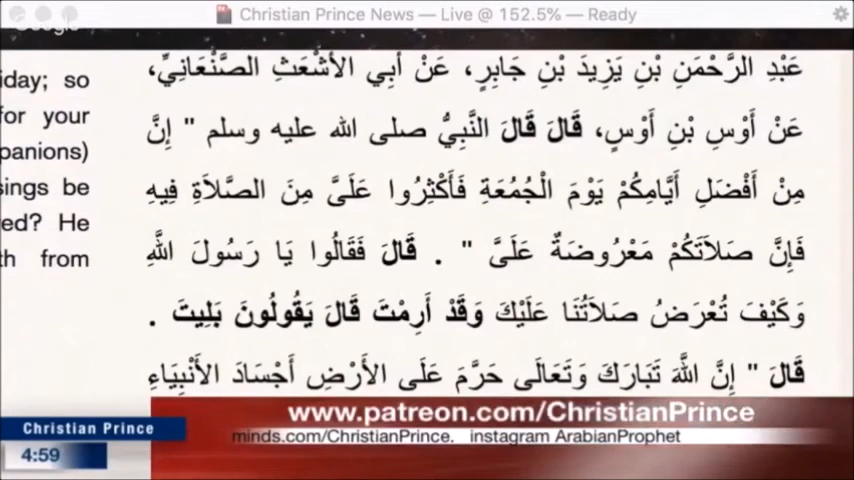 Christian Prince News — Live @ 152.5% — Ready
Google
iday; so
for your
panions)
sings be
ed? He
th from
عَبْدِ الرَّحْمَنِ بْنِ يَزِيدَ بْنِ جَابِرٍ، عَنْ أَبِي الأَشْعَثِ الصَّنْعَانِيِّ،
عَنْ أَوْسِ بْنِ أَوْسٍ، قَالَ قَالَ النَّبِيُّ صلى الله عليه وسلم " إِنَّ
مِنْ أَفْضَلِ أَيَّامِكُمْ يَوْمَ الْجُمُعَةِ فَأَكْثِرُوا عَلَىَّ مِنَ الصَّلاَةِ فِيهِ
فَإِنَّ صَلاَتَكُمْ مَعْرُوضَةٌ عَلَىَّ " . قَالَ فَقَالُوا يَا رَسُولَ اللَّهِ
وَكَيْفَ تُعْرَضُ صَلاَتُنَا عَلَيْكَ وَقَدْ أَرِمْتَ قَالَ يَقُولُونَ بَلِيتَ .
قَالَ " إِنَّ اللَّهَ تَبَارَكَ وَتَعَالَى حَرَّمَ عَلَى الأَرْضِ أَجْسَادَ الأَنْبِيَاءِ
www.patreon.com/ChristianPrince
Christian Prince
minds.com/ChristianPrince. instagram ArabianProphet
4:59